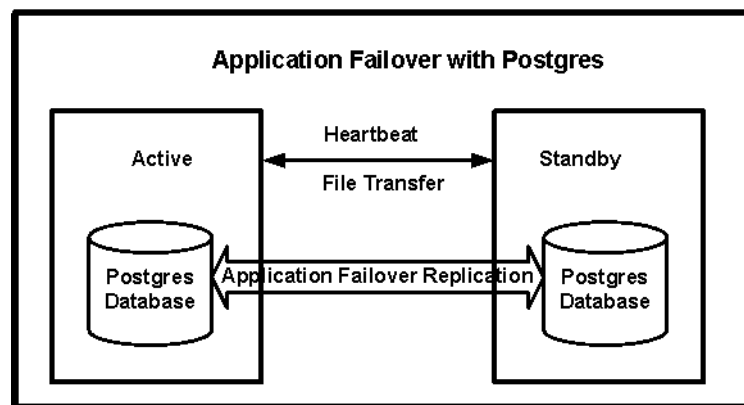 Application Failover with Postgres
Heartbeat
Active
Standby
File Transfer
Application Failover Replication
Postgres
Database
Postgres
Database